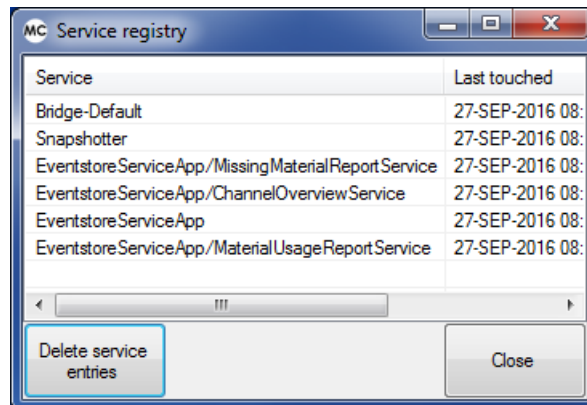 MC Service registry
Service Last touched
Bridge-Default 27-SEP-2016 08:
Snapshotter 27-SEP-2016 08:
EventstoreServiceApp/MissingMaterialReportService 27-SEP-2016 08:
EventstoreServiceApp/ChannelOverviewService 27-SEP-2016 08:
EventstoreServiceApp 27-SEP-2016 08:
EventstoreServiceApp/MaterialUsageReportService 27-SEP-2016 08:
Delete service
entries
Close